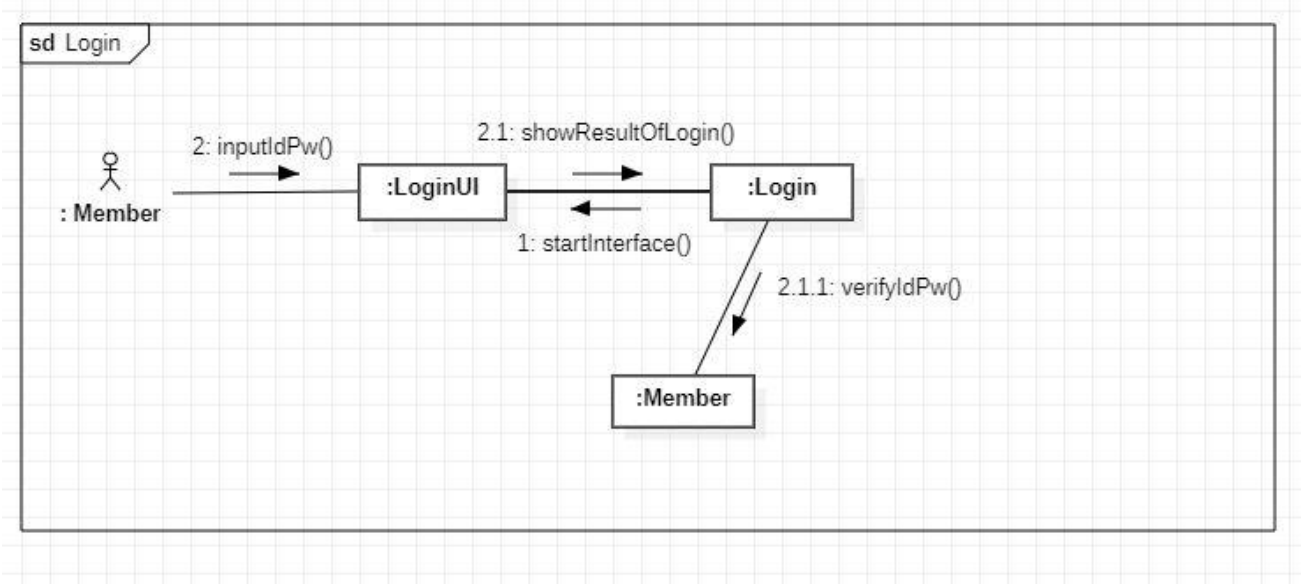 sd Login
2.1: showResultOfLogin()
2: inputIdPw()
:LoginUI
:Login
: Member
1: startInterface()
2.1.1: verifyIdPw()
:Member